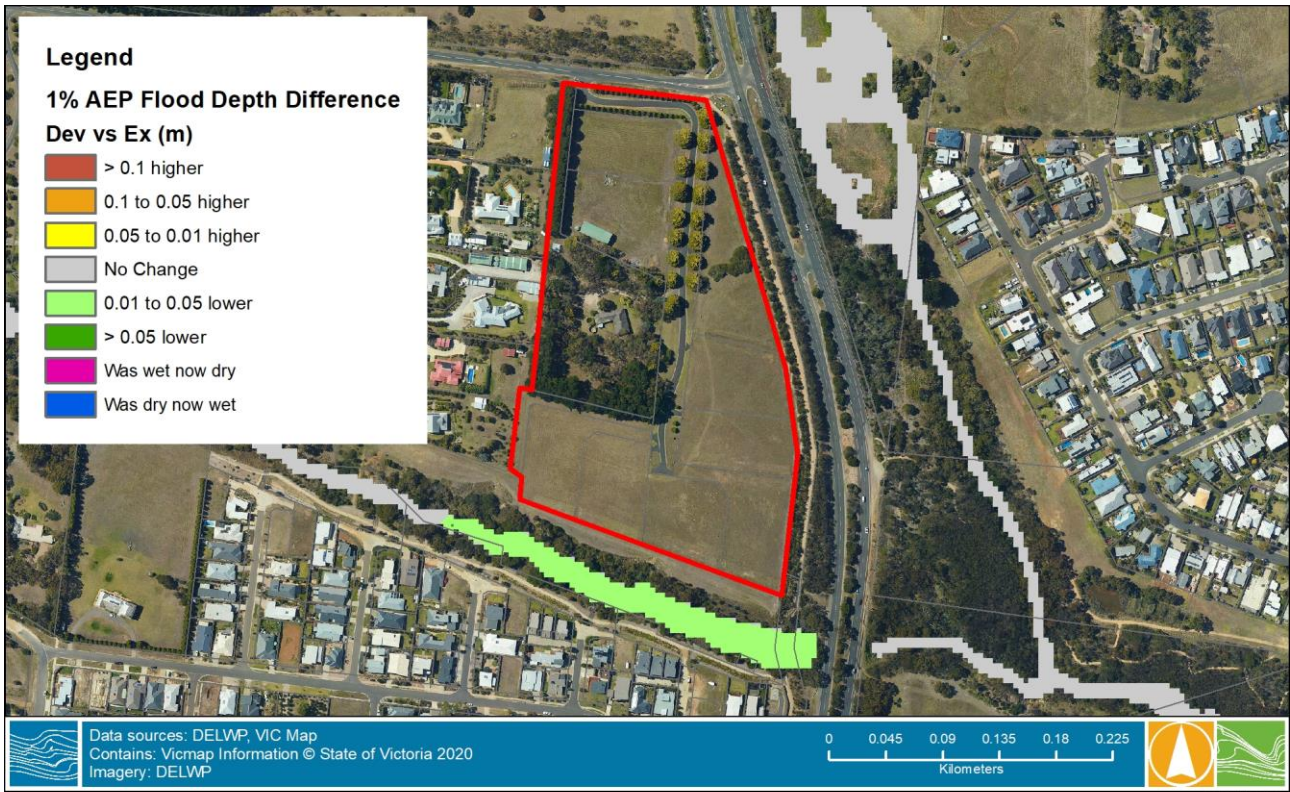 Legend
1% AEP Flood Depth Difference
Dev vs Ex (m)
> 0.1 higher
0.1 to 0.05 higher
0.05 to 0.01 higher
No Change
0.01 to 0.05 lower
> 0.05 lower
Was wet now dry
Was dry now wet
Data sources: DELWP, VIC Map
Contains: Vicmap Information © State of Victoria 2020
Imagery: DELWP
0 0.045 0.09 0.135 0.18 0.225
Kilometers